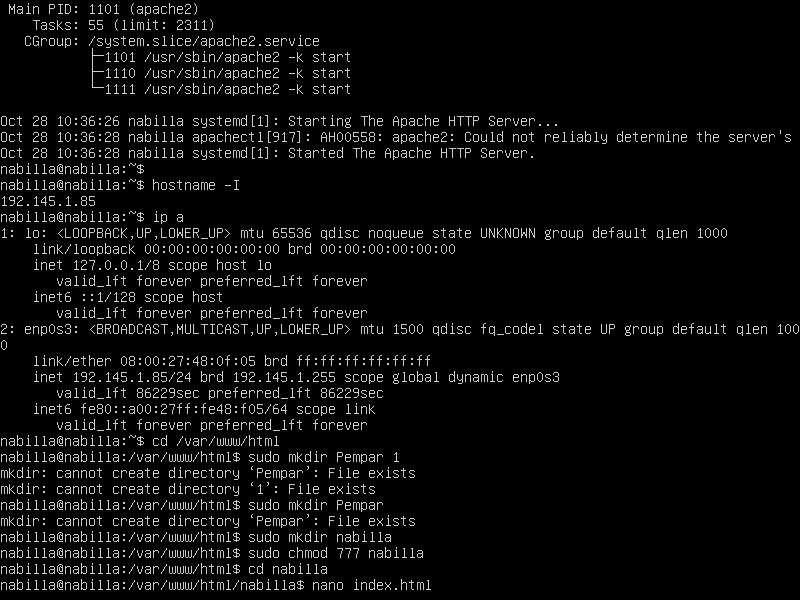 Main PID: 1101 (apache2)
    Tasks: 55 (limit: 2311)
   CGroup: /system.slice/apache2.service
           ├─1101 /usr/sbin/apache2 -k start
           ├─1110 /usr/sbin/apache2 -k start
           └─1111 /usr/sbin/apache2 -k start

Oct 28 10:36:26 nabilla systemd[1]: Starting The Apache HTTP Server...
Oct 28 10:36:28 nabilla apachectl[917]: AH00558: apache2: Could not reliably determine the server's
Oct 28 10:36:28 nabilla systemd[1]: Started The Apache HTTP Server.
nabilla@nabilla:~$
nabilla@nabilla:~$ hostname -I
192.145.1.85
nabilla@nabilla:~$ ip a
1: lo: <LOOPBACK,UP,LOWER_UP> mtu 65536 qdisc noqueue state UNKNOWN group default qlen 1000
    link/loopback 00:00:00:00:00:00 brd 00:00:00:00:00:00
    inet 127.0.0.1/8 scope host lo
       valid_lft forever preferred_lft forever
    inet6 ::1/128 scope host
       valid_lft forever preferred_lft forever
2: enp0s3: <BROADCAST,MULTICAST,UP,LOWER_UP> mtu 1500 qdisc fq_codel state UP group default qlen 100
0
    link/ether 08:00:27:48:0f:05 brd ff:ff:ff:ff:ff:ff
    inet 192.145.1.85/24 brd 192.145.1.255 scope global dynamic enp0s3
       valid_lft 86229sec preferred_lft 86229sec
    inet6 fe80::a00:27ff:fe48:f05/64 scope link
       valid_lft forever preferred_lft forever
nabilla@nabilla:~$ cd /var/www/html
nabilla@nabilla:/var/www/html$ sudo mkdir Pempar 1
mkdir: cannot create directory ‘Pempar’: File exists
mkdir: cannot create directory ‘1’: File exists
nabilla@nabilla:/var/www/html$ sudo mkdir Pempar
mkdir: cannot create directory ‘Pempar’: File exists
nabilla@nabilla:/var/www/html$ sudo mkdir nabilla
nabilla@nabilla:/var/www/html$ sudo chmod 777 nabilla
nabilla@nabilla:/var/www/html$ cd nabilla
nabilla@nabilla:/var/www/html/nabilla$ nano index.html